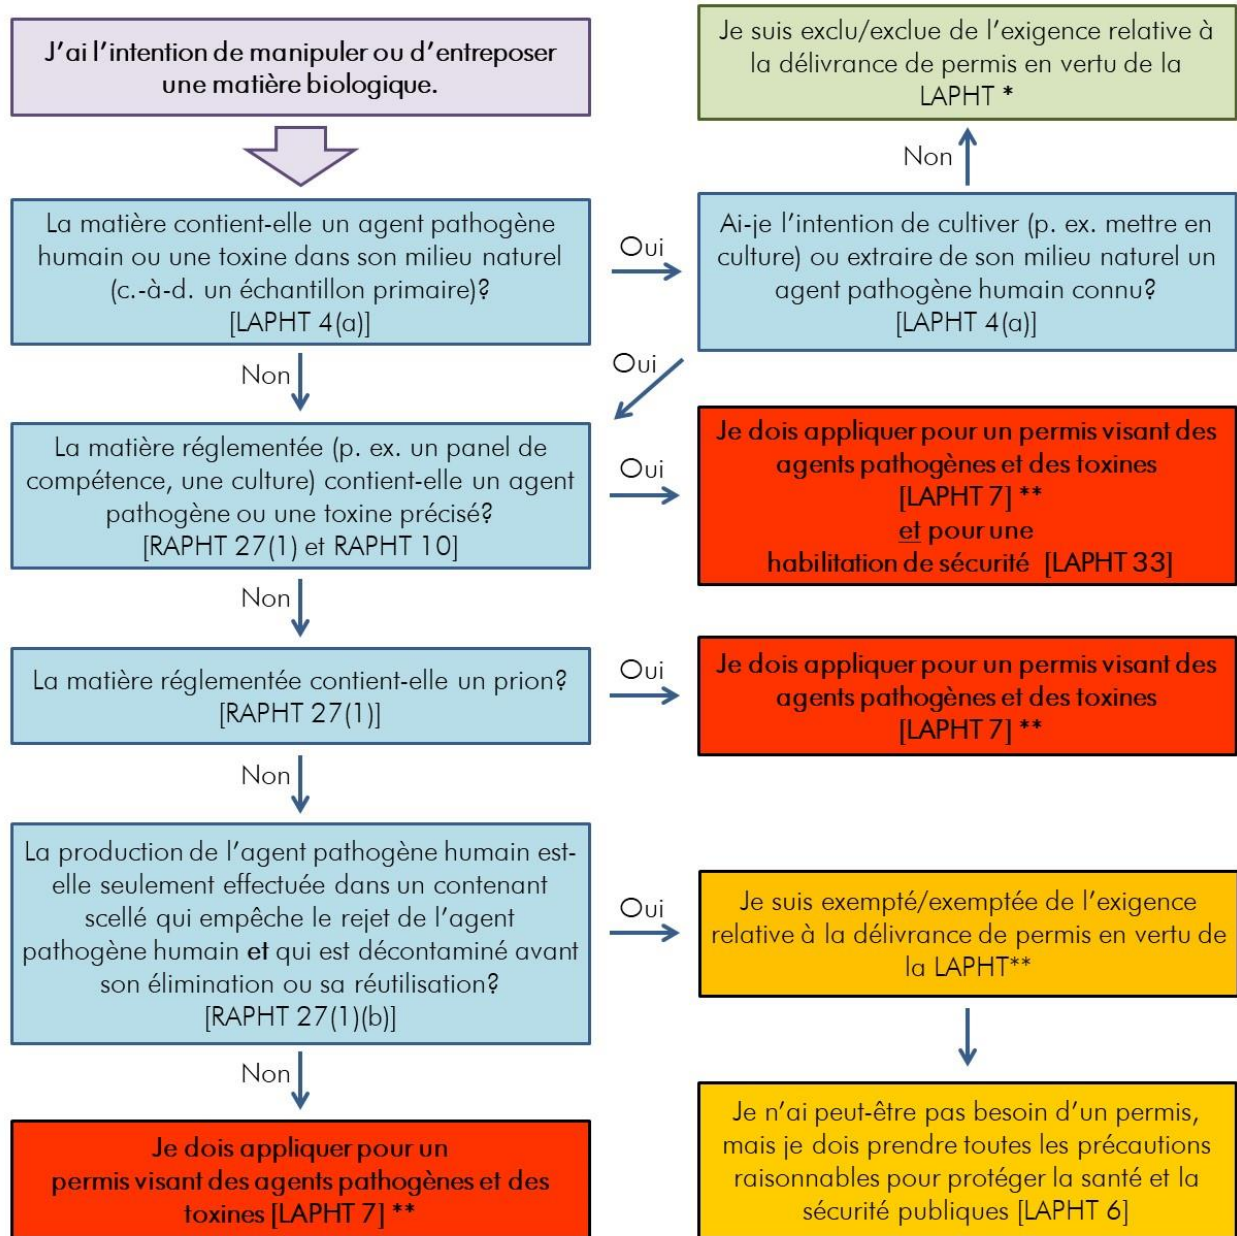 J'ai l'intention de manipuler ou d'entreposer
une matière biologique.
Je suis exclu/exclue de l'exigence relative à
la délivrance de permis en vertu de la
LAPHT *
Non
La matière contient-elle un agent pathogène
humain ou une toxine dans son milieu naturel
(c.-à-d. un échantillon primaire)?
[LAPHT 4(a)]
Oui
Ai-je l'intention de cultiver (p. ex. mettre en
culture) ou extraire de son milieu naturel un
agent pathogène humain connu?
[LAPHT 4(a)]
Non
Oui
La matière réglementée (p. ex. un panel de
compétence, une culture) contient-elle un agent
pathogène ou une toxine précisé?
[RAPHT 27(1) et RAPHT 10]
Oui
Je dois appliquer pour un permis visant des
agents pathogènes et des toxines
[LAPHT 7] **
et pour une
habilitation de sécurité [LAPHT 33]
Non
La matière réglementée contient-elle un prion?
[RAPHT 27(1)]
Oui
Je dois appliquer pour un permis visant des
agents pathogènes et des toxines
[LAPHT 7] **
Non
La production de l'agent pathogène humain est-
elle seulement effectuée dans un contenant
scellé qui empêche le rejet de l'agent
pathogène humain et qui est décontaminé avant
son élimination ou sa réutilisation?
[RAPHT 27(1)(b)]
Oui
Je suis exempté/exemptée de l'exigence
relative à la délivrance de permis en vertu de
la LAPHT**
Non
Je dois appliquer pour un
permis visant des agents pathogènes et des
toxines [LAPHT 7] **
Je n'ai peut-être pas besoin d'un permis,
mais je dois prendre toutes les précautions
raisonnables pour protéger la santé et la
sécurité publiques [LAPHT 6]